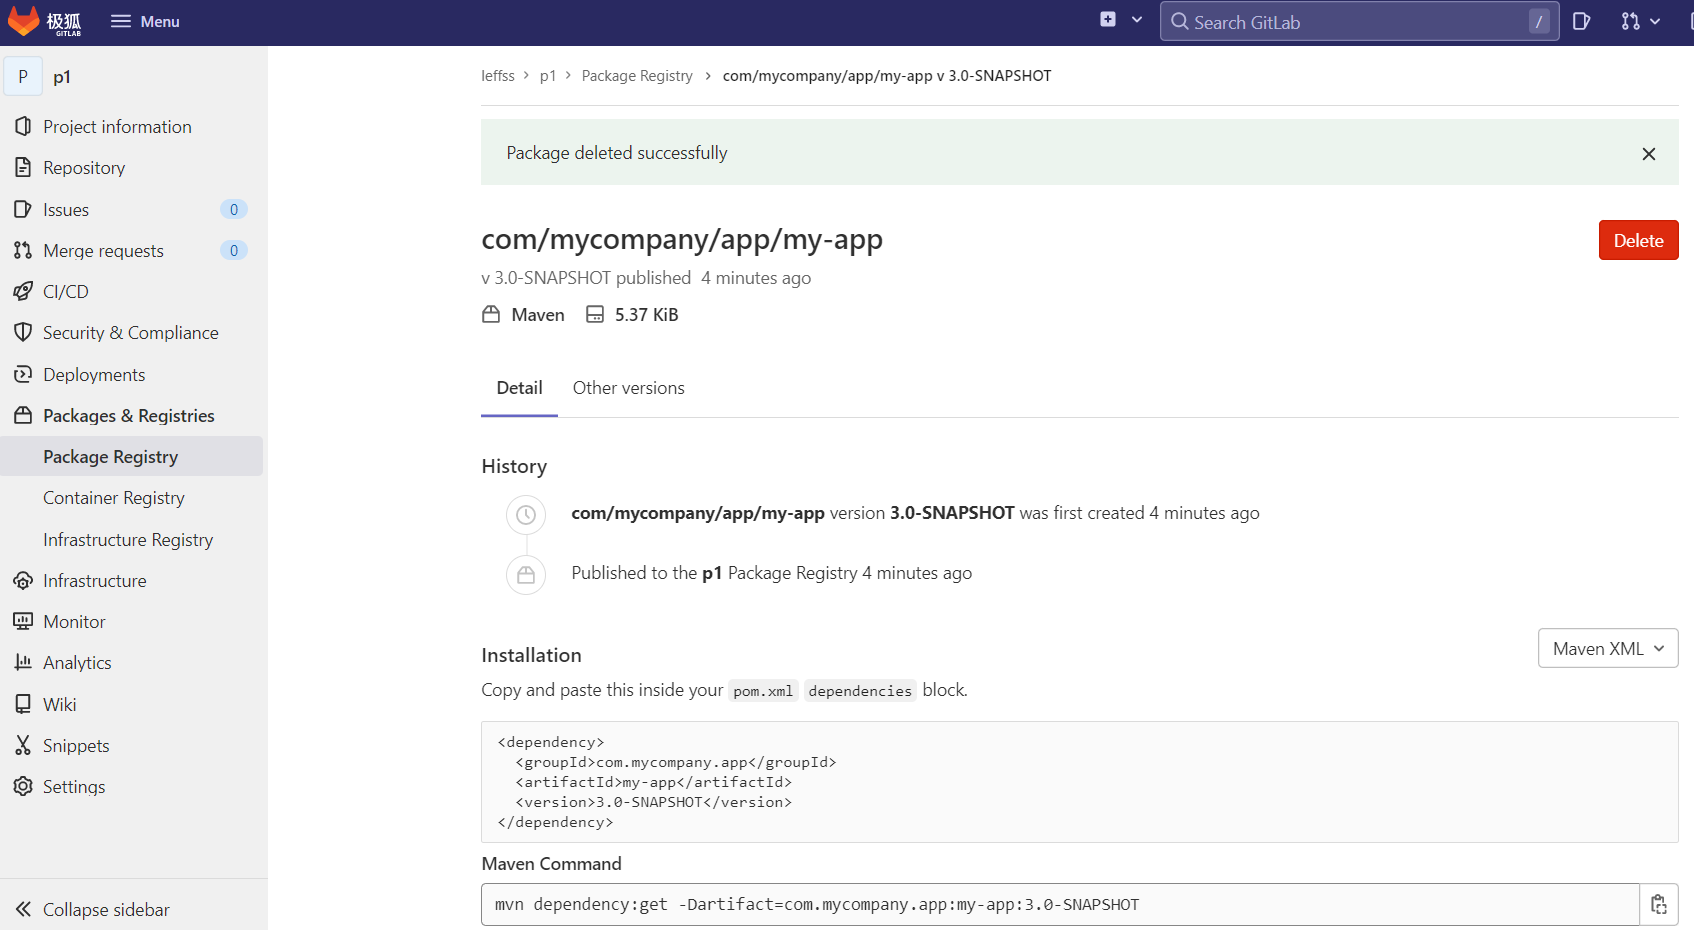 极狐
GITLAB
Menu
Search GitLab
/
P
p1
Project information
Repository
Issues
0
Merge requests
0
CI/CD
Security & Compliance
Deployments
Packages & Registries
Package Registry
Container Registry
Infrastructure Registry
Infrastructure
Monitor
Analytics
Wiki
Snippets
Settings
Collapse sidebar
leffss > p1 > Package Registry > com/mycompany/app/my-app v 3.0-SNAPSHOT
Package deleted successfully
com/mycompany/app/my-app
Delete
v 3.0-SNAPSHOT published 4 minutes ago
Maven 5.37 KiB
Detail Other versions
History
com/mycompany/app/my-app version 3.0-SNAPSHOT was first created 4 minutes ago
Published to the p1 Package Registry 4 minutes ago
Installation
Maven XML
Copy and paste this inside your pom.xml dependencies block.
<dependency>
  <groupId>com.mycompany.app</groupId>
  <artifactId>my-app</artifactId>
  <version>3.0-SNAPSHOT</version>
</dependency>
Maven Command
mvn dependency:get -Dartifact=com.mycompany.app:my-app:3.0-SNAPSHOT